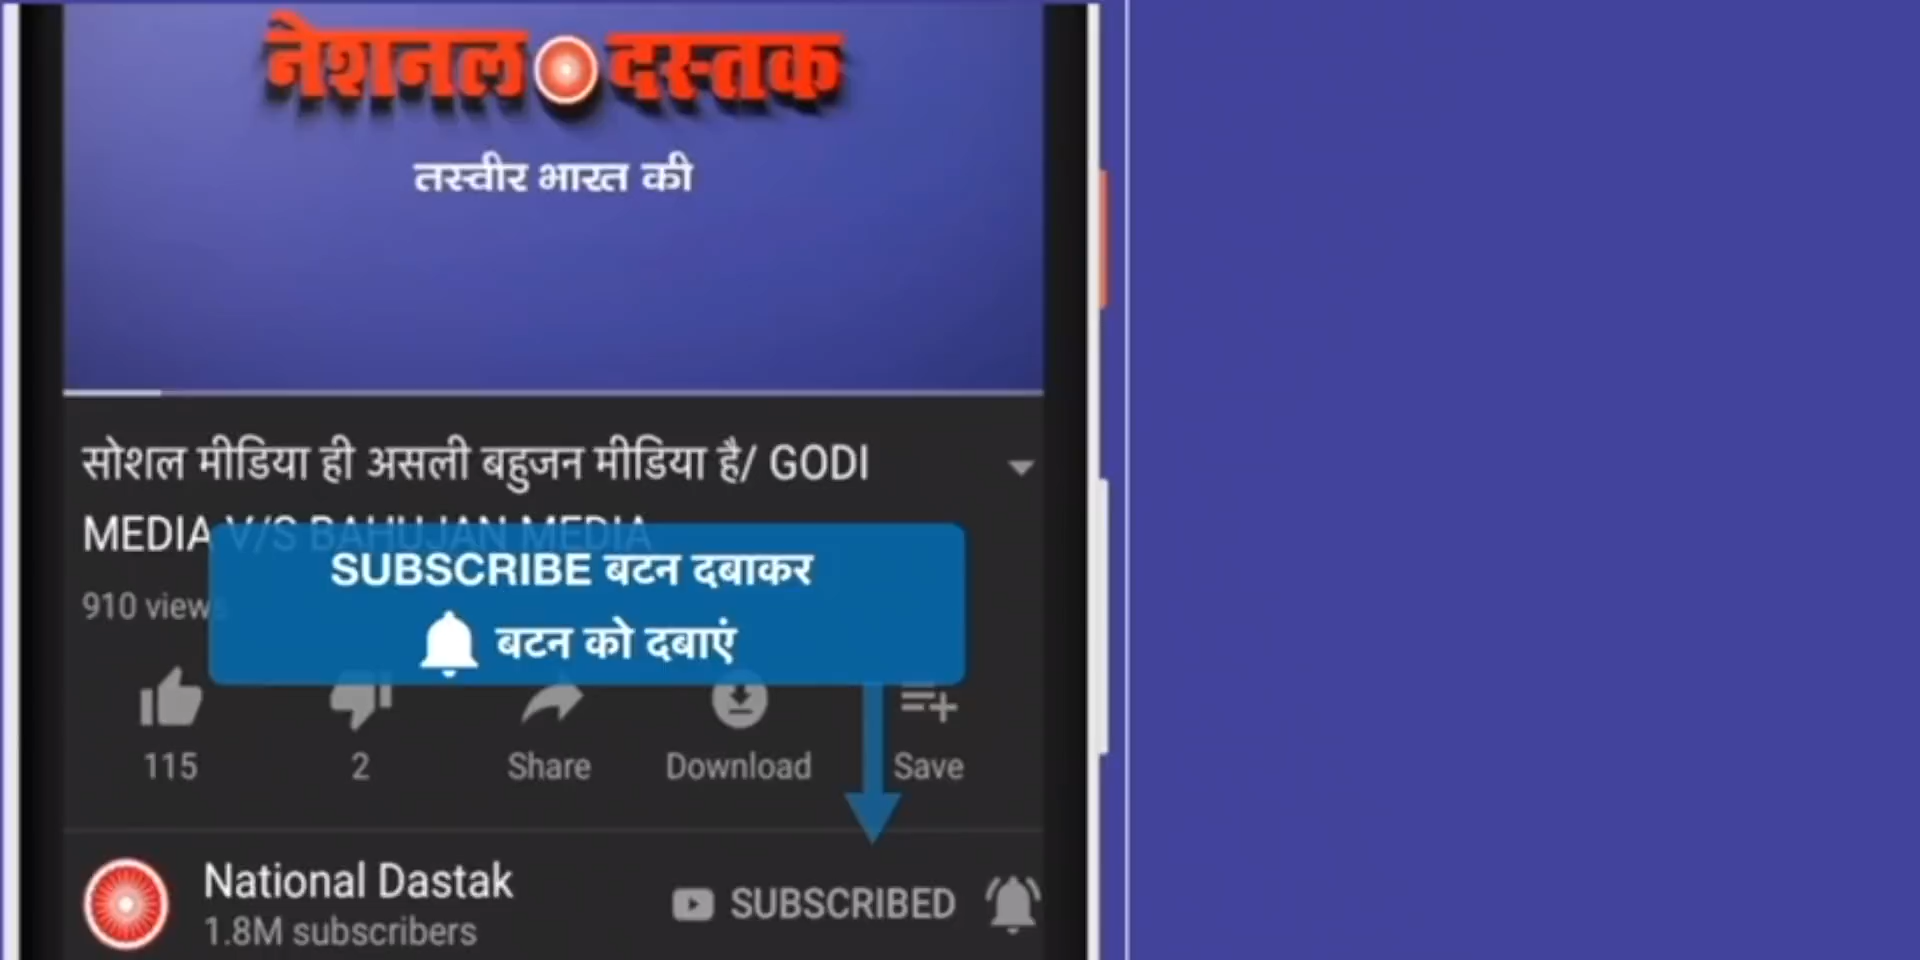 नेशनल दस्तक
तस्वीर भारत की
सोशल मीडिया ही असली बहुजन मीडिया है/ GODI
MEDIA V/S BAHUJAN MEDIA
SUBSCRIBE बटन दबाकर
बटन को दबाएं
910 views
115
2
Share
Download
Save
National Dastak
1.8M subscribers
SUBSCRIBED